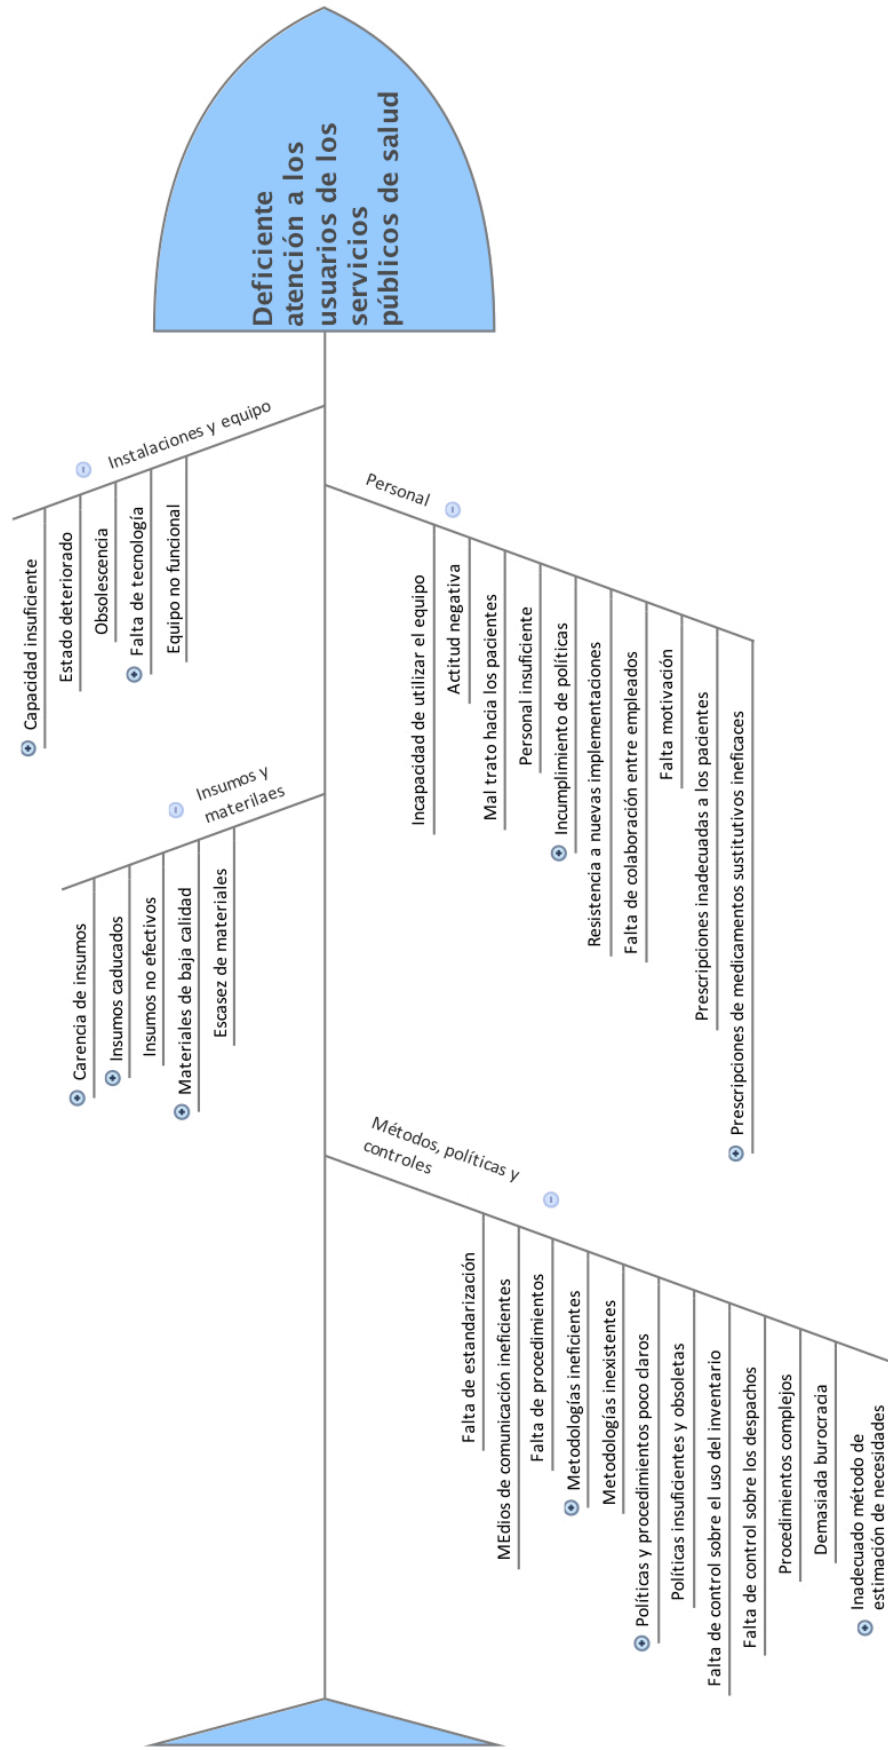 Deficiente
atención a los
usuarios de los
servicios
públicos de salud
Instalaciones y equipo
Capacidad insuficiente
Estado deteriorado
Obsolescencia
Falta de tecnología
Equipo no funcional
Insumos y
materilaes
Carencia de insumos
Insumos caducados
Insumos no efectivos
Materiales de baja calidad
Escasez de materiales
Personal
Incapacidad de utilizar el equipo
Actitud negativa
Mal trato hacia los pacientes
Personal insuficiente
Incumplimiento de políticas
Resistencia a nuevas implementaciones
Falta de colaboración entre empleados
Falta motivación
Prescripciones inadecuadas a los pacientes
Prescripciones de medicamentos sustitutivos ineficaces
Métodos, políticas y
controles
Falta de estandarización
MEdios de comunicación ineficientes
Falta de procedimientos
Metodologías ineficientes
Metodologías inexistentes
Políticas y procedimientos poco claros
Políticas insuficientes y obsoletas
Falta de control sobre el uso del inventario
Falta de control sobre los despachos
Procedimientos complejos
Demasiada burocracia
Inadecuado método de
estimación de necesidades